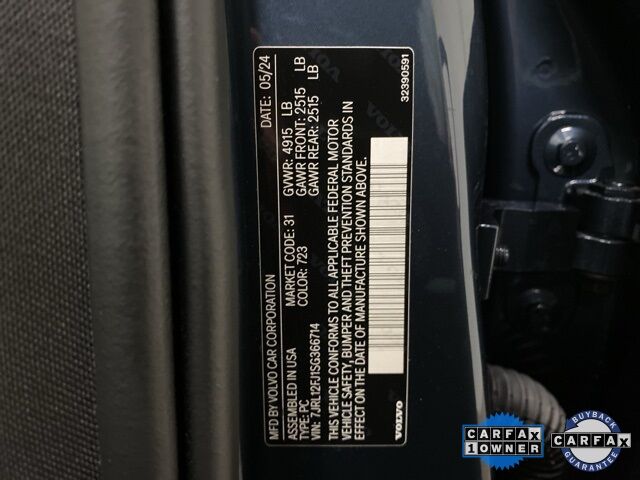 MFD BY VOLVO CAR CORPORATION
DATE: 05/24
ASSEMBLED IN USA
MARKET CODE: 31
GVWR: 4915 LB
TYPE: PC
COLOR: 723
GAWR FRONT: 2515 LB
VIN: 7JRL12FJ1SG366714
GAWR REAR: 2515 LB
THIS VEHICLE CONFORMS TO ALL APPLICABLE FEDERAL MOTOR
VEHICLE SAFETY, BUMPER AND THEFT PREVENTION STANDARDS IN
EFFECT ON THE DATE OF MANUFACTURE SHOWN ABOVE.
VOLVO
32390591
CARFAX
1 OWNER
BUYBACK
CARFAX
GUARANTEE